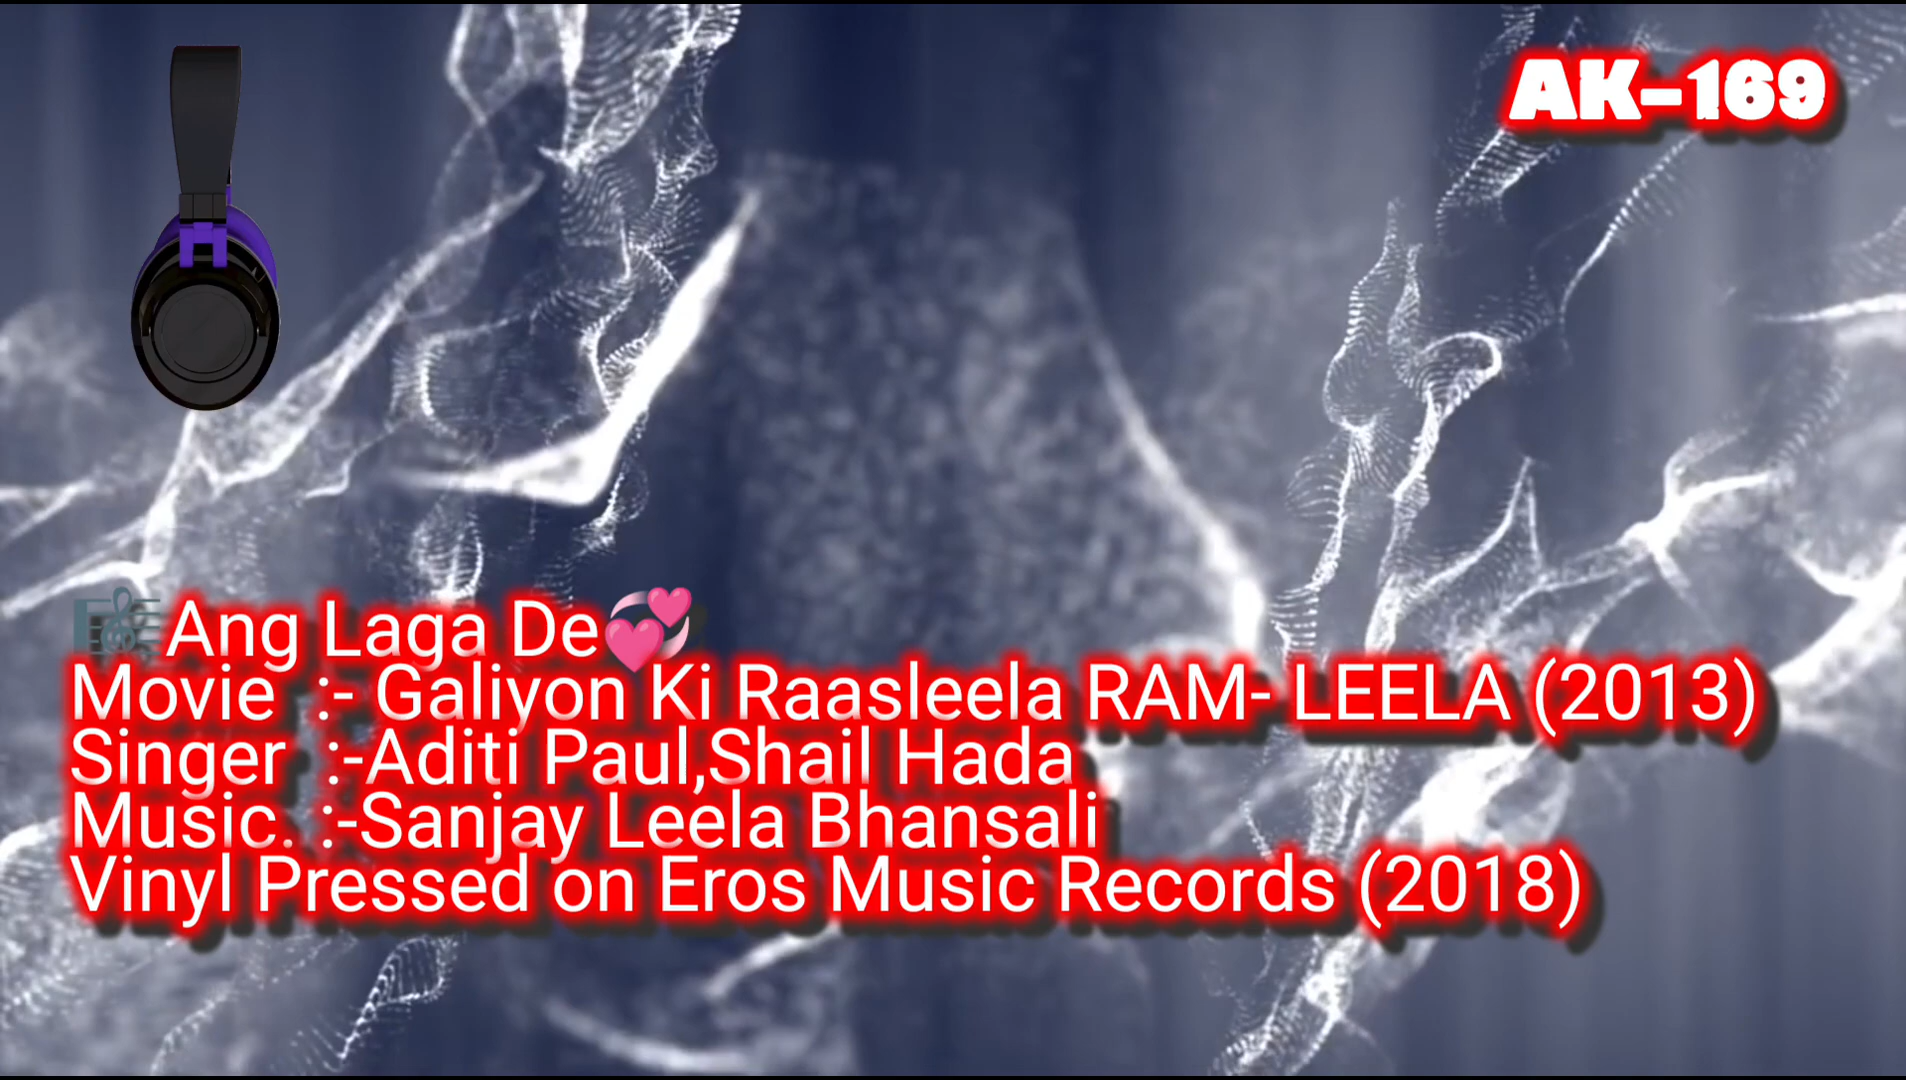 AK-169
🎼Ang Laga De💞
Movie :- Galiyon Ki Raasleela RAM- LEELA (2013)
Singer :-Aditi Paul,Shail Hada
Music. :-Sanjay Leela Bhansali
Vinyl Pressed on Eros Music Records (2018)